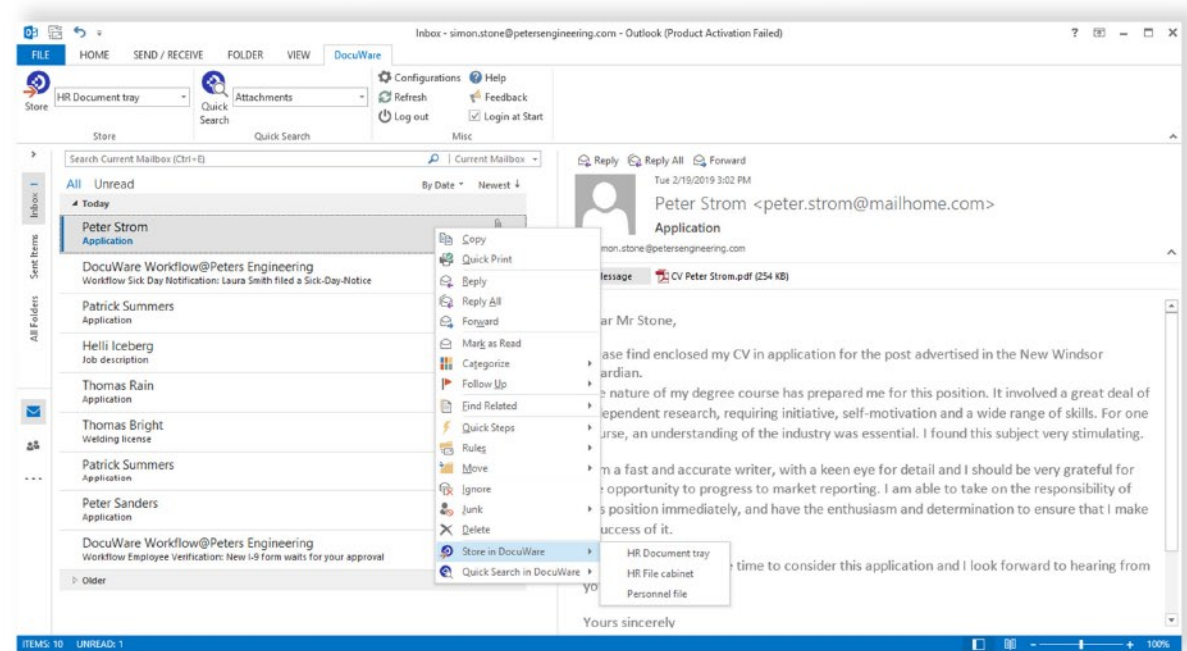 Inbox - simon.stone@petersengineering.com - Outlook (Product Activation Failed)
FILE HOME SEND / RECEIVE FOLDER VIEW DocuWare
Store
HR Document tray
Quick Search
Attachments
Configurations Help
Refresh Feedback
Log out Login at Start
Store Quick Search Misc
Inbox
Sent Items
All Folders
Search Current Mailbox (Ctrl+E) Current Mailbox
All Unread By Date Newest ↓
Today
Peter Strom
Application
DocuWare Workflow@Peters Engineering
Workflow Sick Day Notification: Laura Smith filed a Sick-Day-Notice
Patrick Summers
Application
Helli Iceberg
Job description
Thomas Rain
Application
Thomas Bright
Welding license
Patrick Summers
Application
Peter Sanders
Application
DocuWare Workflow@Peters Engineering
Workflow Employee Verification: New I-9 form waits for your approval
Older
Copy
Quick Print
Reply
Reply All
Forward
Mark as Read
Categorize
Follow Up
Find Related
Quick Steps
Rules
Move
Ignore
Junk
Delete
Store in DocuWare
Quick Search in DocuWare
HR Document tray
HR File cabinet
Personnel file
Reply Reply All Forward
Tue 2/19/2019 3:02 PM
Peter Strom <peter.strom@mailhome.com>
Application
mon.stone@petersengineering.com
essage CV Peter Strom.pdf (254 KB)
ar Mr Stone,
ase find enclosed my CV in application for the post advertised in the New Windsor
ardian.
e nature of my degree course has prepared me for this position. It involved a great deal of
ependent research, requiring initiative, self-motivation and a wide range of skills. For one
urse, an understanding of the industry was essential. I found this subject very stimulating.
m a fast and accurate writer, with a keen eye for detail and I should be very grateful for
opportunity to progress to market reporting. I am able to take on the responsibility of
s position immediately, and have the enthusiasm and determination to ensure that I make
uccess of it.
time to consider this application and I look forward to hearing from
yo
Yours sincerely
ITEMS: 10 UNREAD: 1 100%